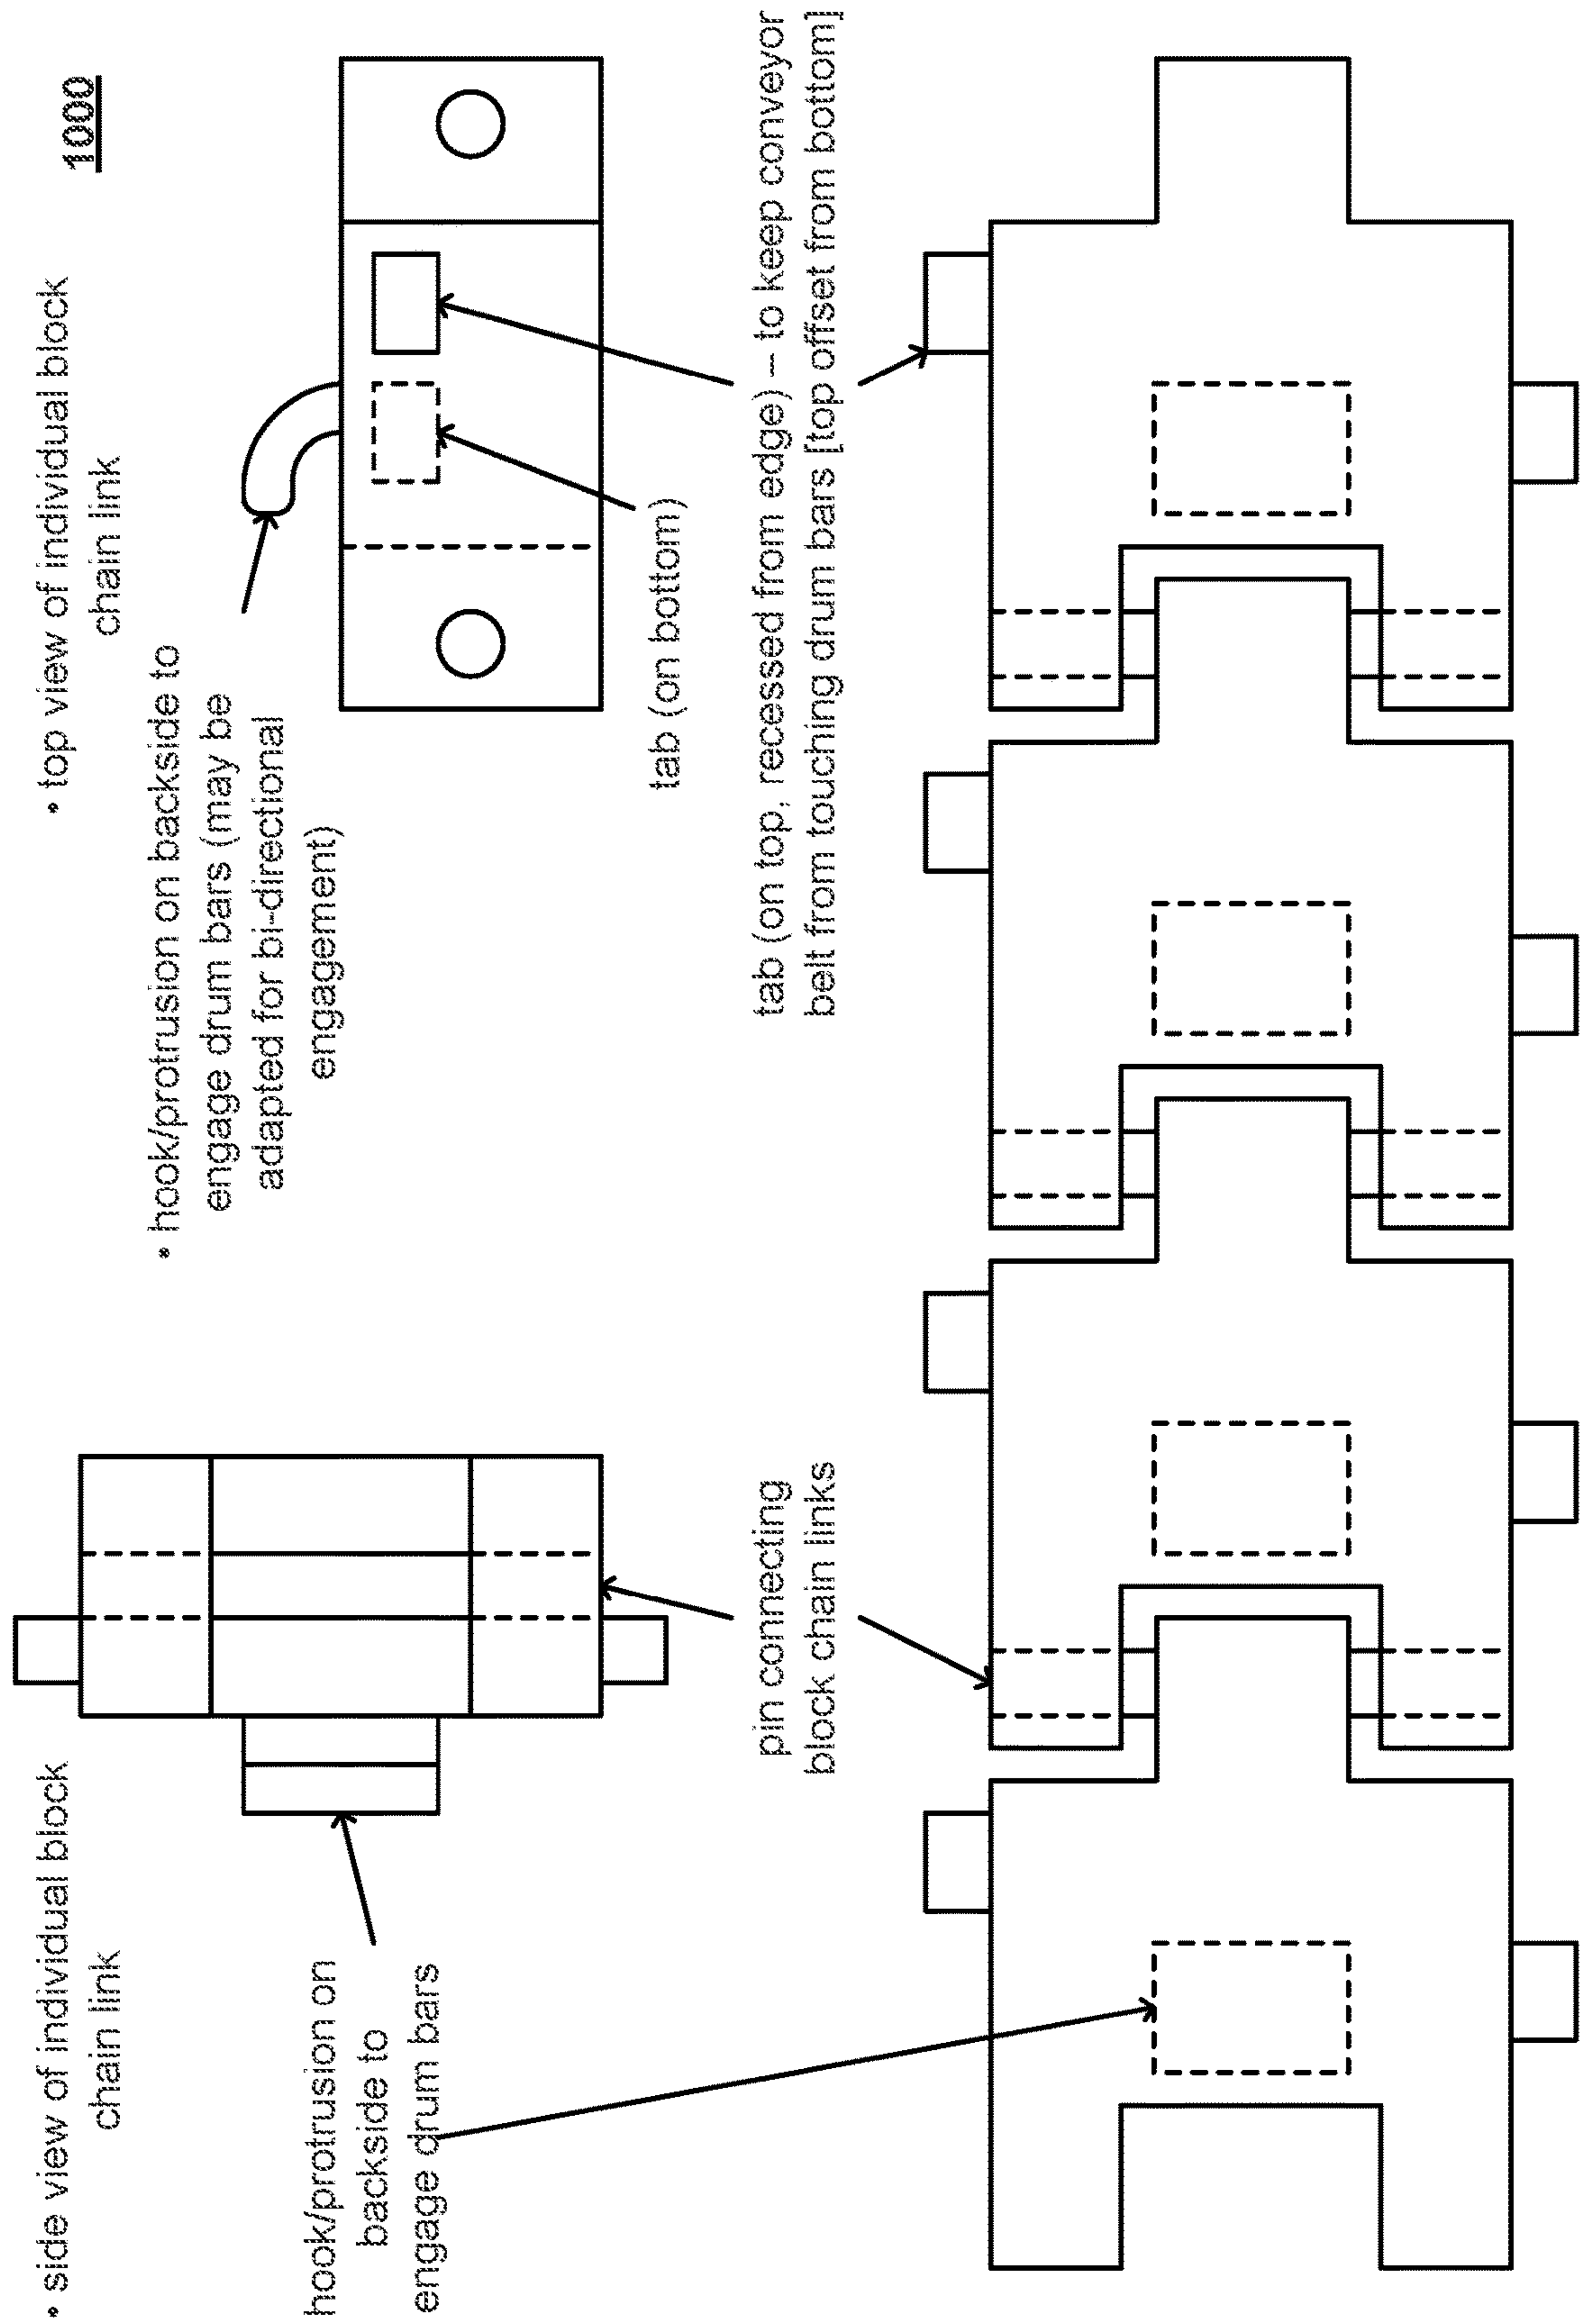 1000
• side view of individual block
chain link
• top view of individual block
chain link
• hook/protrusion on backside to
engage drum bars (may be
adapted for bi-directional
engagement)
hook/protrusion on
backside to
engage drum bars
tab (on bottom)
pin connecting
block chain links
tab (on top, recessed from edge) – to keep conveyor
belt from touching drum bars [top offset from bottom]